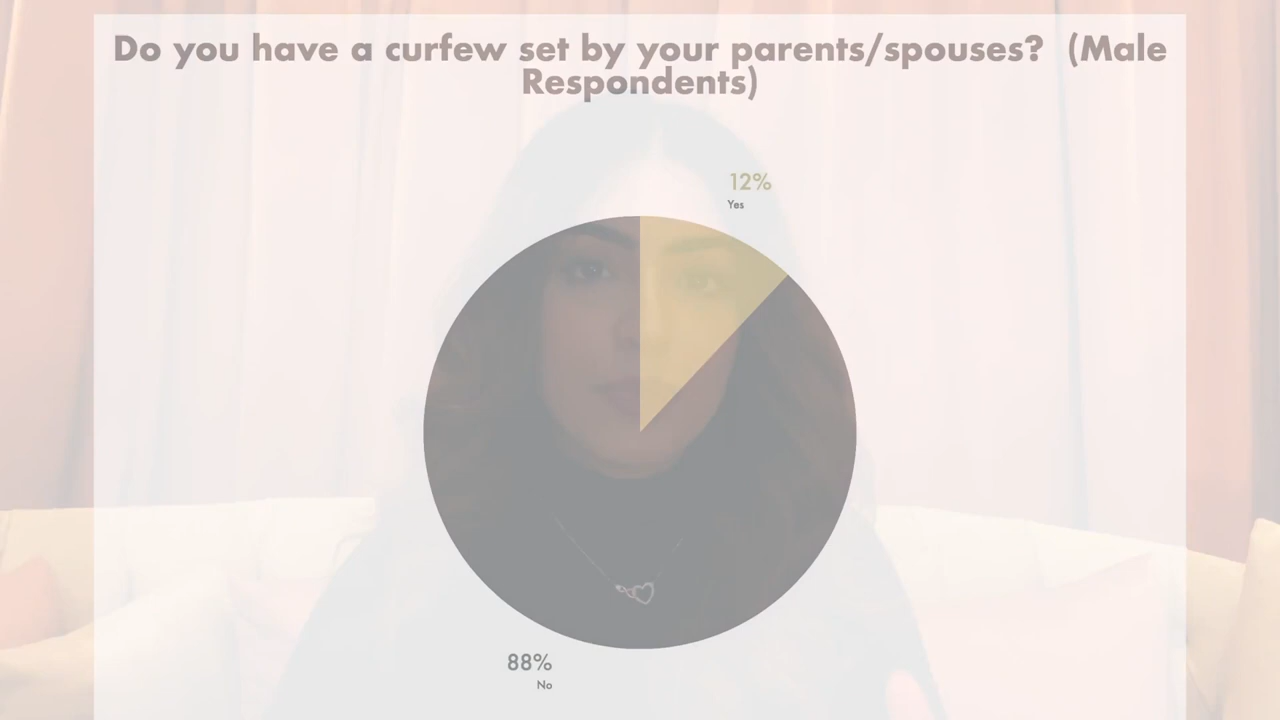 Do you have a curfew set by your parents/spouses? (Male
Respondents)
12%
Yes
88%
No